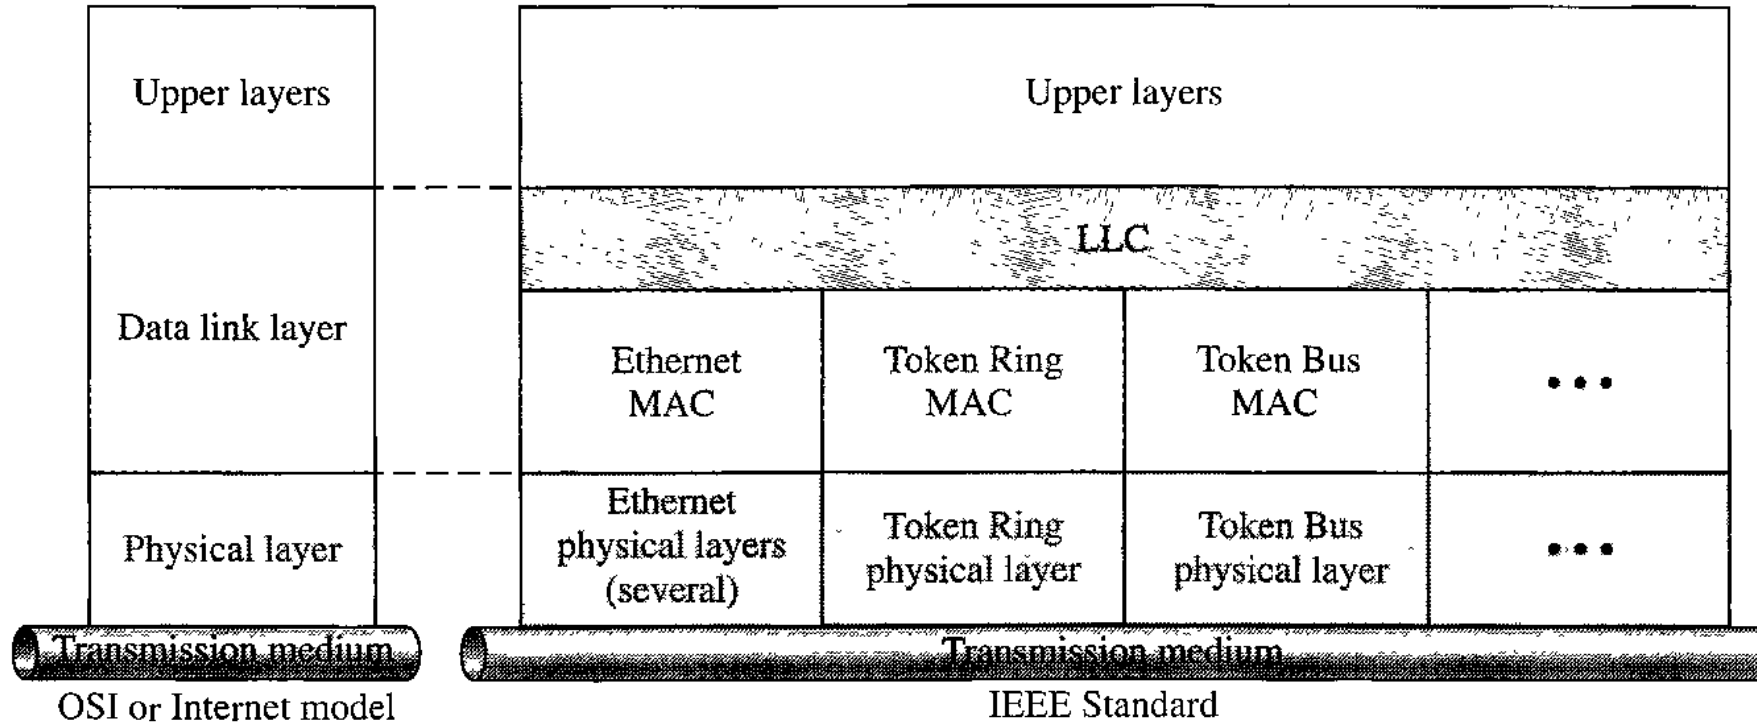 Upper layers
Data link layer
Physical layer
Transmission medium
OSI or Internet model
Upper layers
LLC
Ethernet
MAC
Token Ring
MAC
Token Bus
MAC
•••
Ethernet
physical layers
(several)
Token Ring
physical layer
Token Bus
physical layer
•••
Transmission medium
IEEE Standard